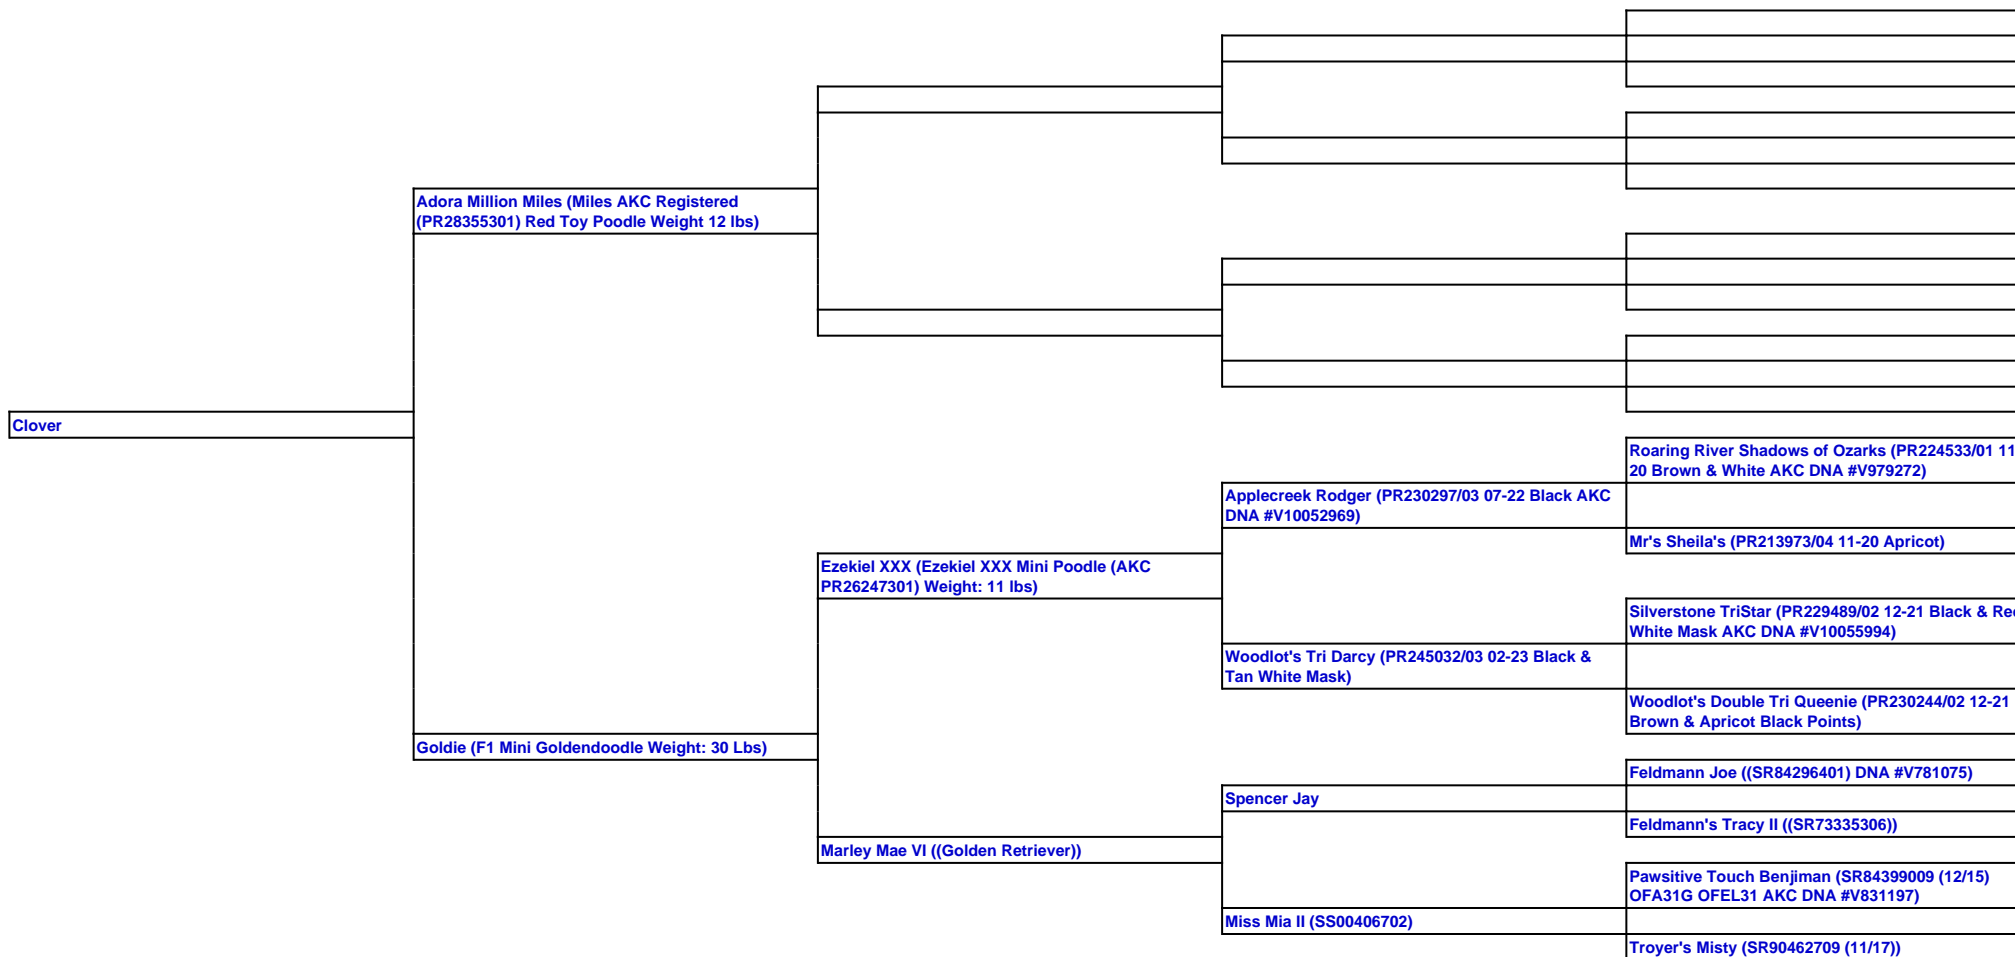 Adora Million Miles (Miles AKC Registered
(PR28355301) Red Toy Poodle Weight 12 lbs)
Clover
Roaring River Shadows of Ozarks (PR224533/01 11
20 Brown & White AKC DNA #V979272)
Applecreek Rodger (PR230297/03 07-22 Black AKC
DNA #V10052969)
Mr's Sheila's (PR213973/04 11-20 Apricot)
Ezekiel XXX (Ezekiel XXX Mini Poodle (AKC
PR26247301) Weight: 11 lbs)
Silverstone TriStar (PR229489/02 12-21 Black &
White Mask AKC DNA #V10055994)
Woodlot's Tri Darcy (PR245032/03 02-23 Black &
Tan White Mask)
Woodlot's Double Tri Queenie (PR230244/02 12-21
Brown & Apricot Black Points)
Goldie (F1 Mini Goldendoodle Weight: 30 Lbs)
Feldmann Joe ((SR84296401) DNA #V781075)
Spencer Jay
Feldmann's Tracy II ((SR73335306))
Marley Mae VI ((Golden Retriever))
Pawsitive Touch Benjiman (SR84399009 (12/15)
OFA31G OFEL31 AKC DNA #V831197)
Miss Mia II (SS00406702)
Troyer's Misty (SR90462709 (11/17))